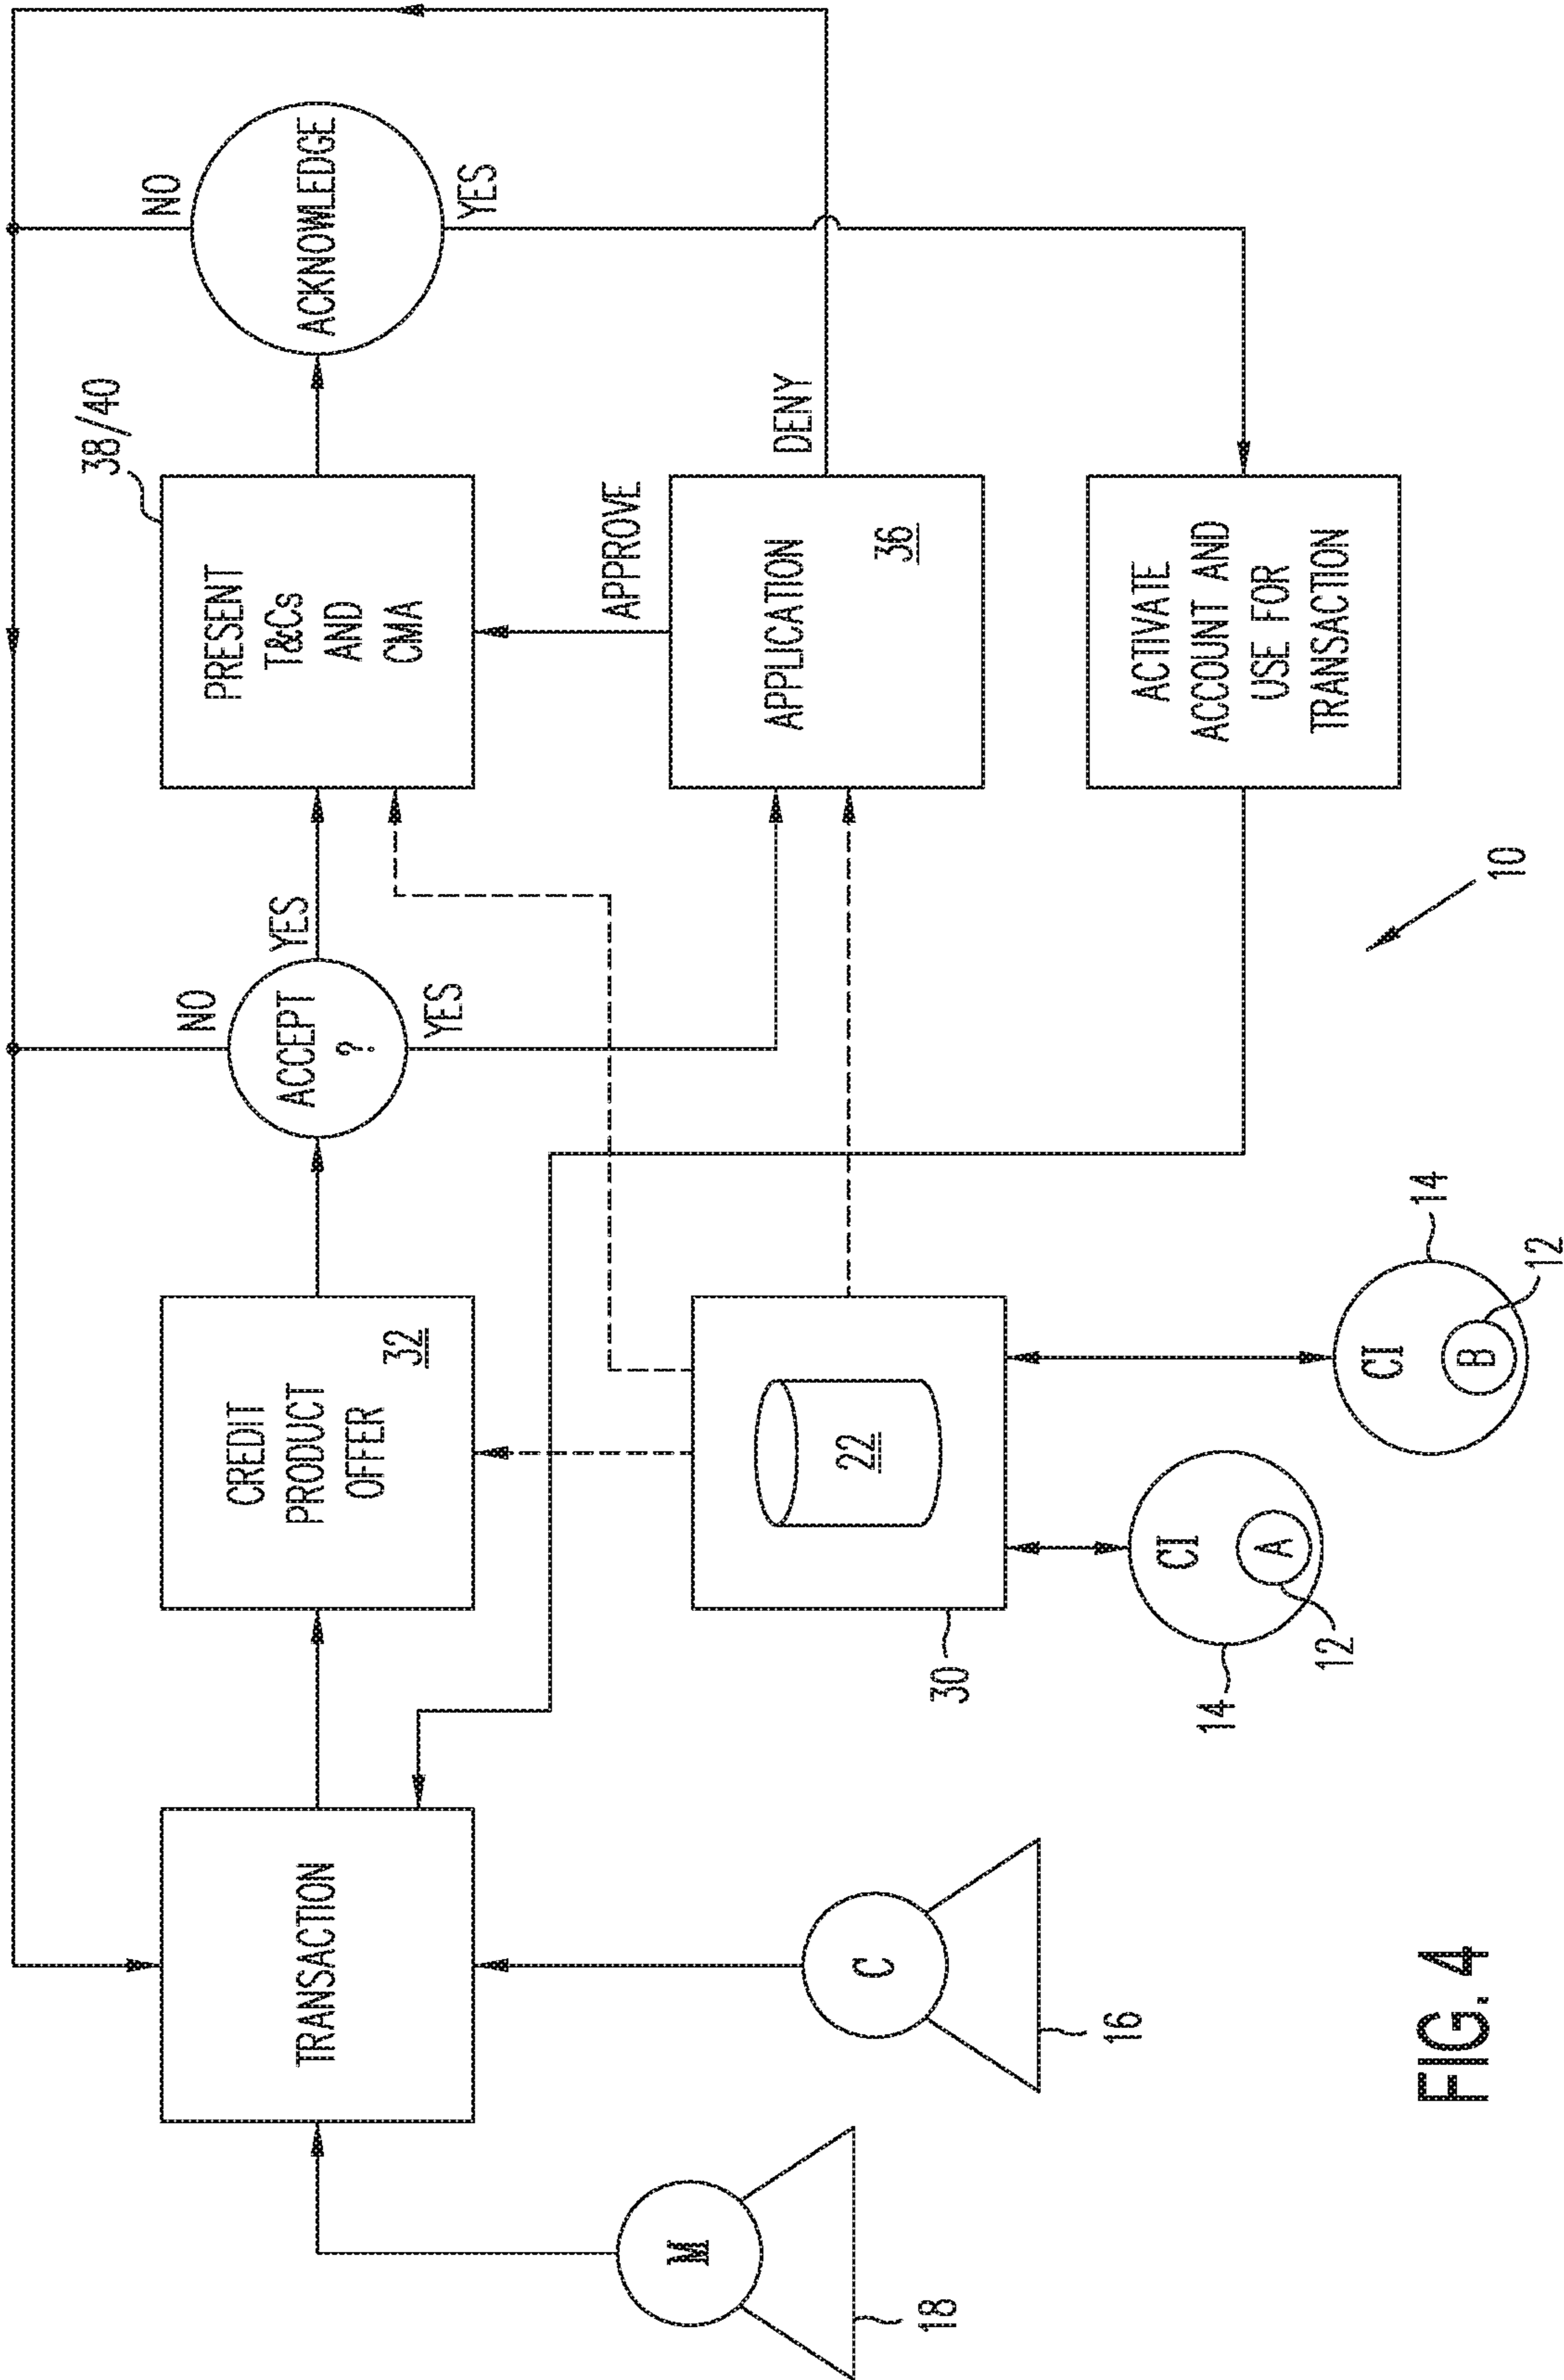 NO
NO
38/40
TRANSACTION
CREDIT
PRODUCT
OFFER
32
ACCEPT
?
YES
PRESENT
T&Cs
AND
CMA
ACKNOWLEDGE
YES
YES
APPROVE
M
18
C
16
22
30
APPLICATION
36
DENY
CI
A
14
12
CI
B
14
12
ACTIVATE
ACCOUNT AND
USE FOR
TRANSACTION
10
FIG. 4